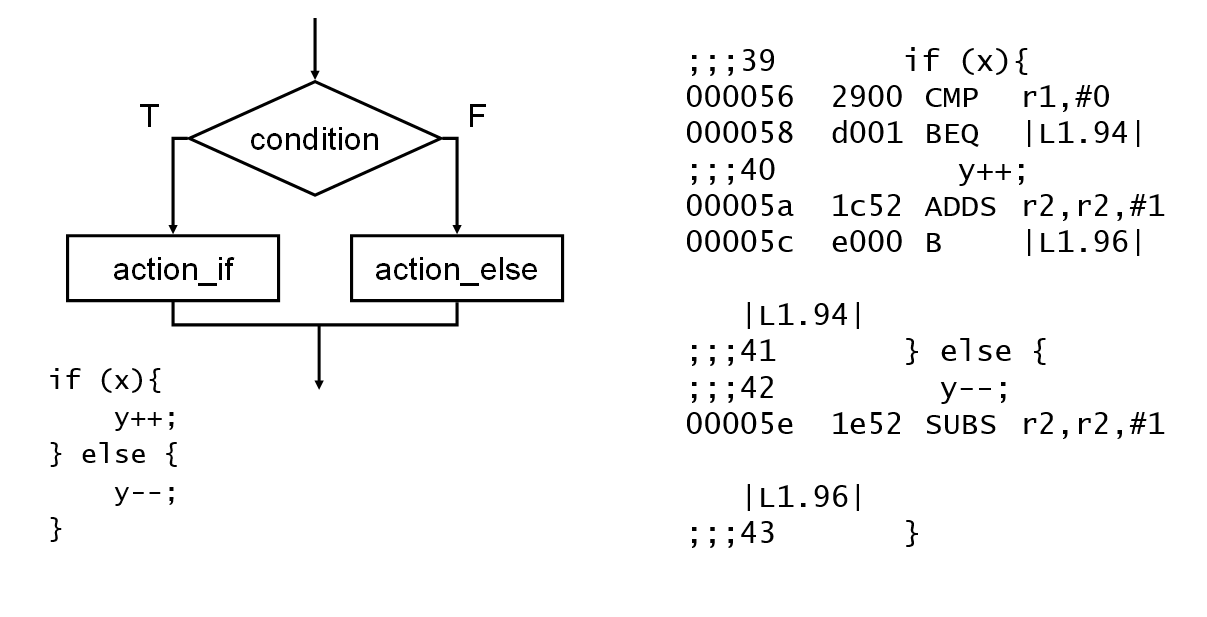 T
F
condition
action_if
action_else
if (x){
    y++;
} else {
    y--;
}
;;;39       if (x){
000056  2900 CMP  r1,#0
000058  d001 BEQ  |L1.94|
;;;40          y++;
00005a  1c52 ADDS r2,r2,#1
00005c  e000 B    |L1.96|
   |L1.94|
;;;41       } else {
;;;42         y--;
00005e  1e52 SUBS r2,r2,#1
   |L1.96|
;;;43       }